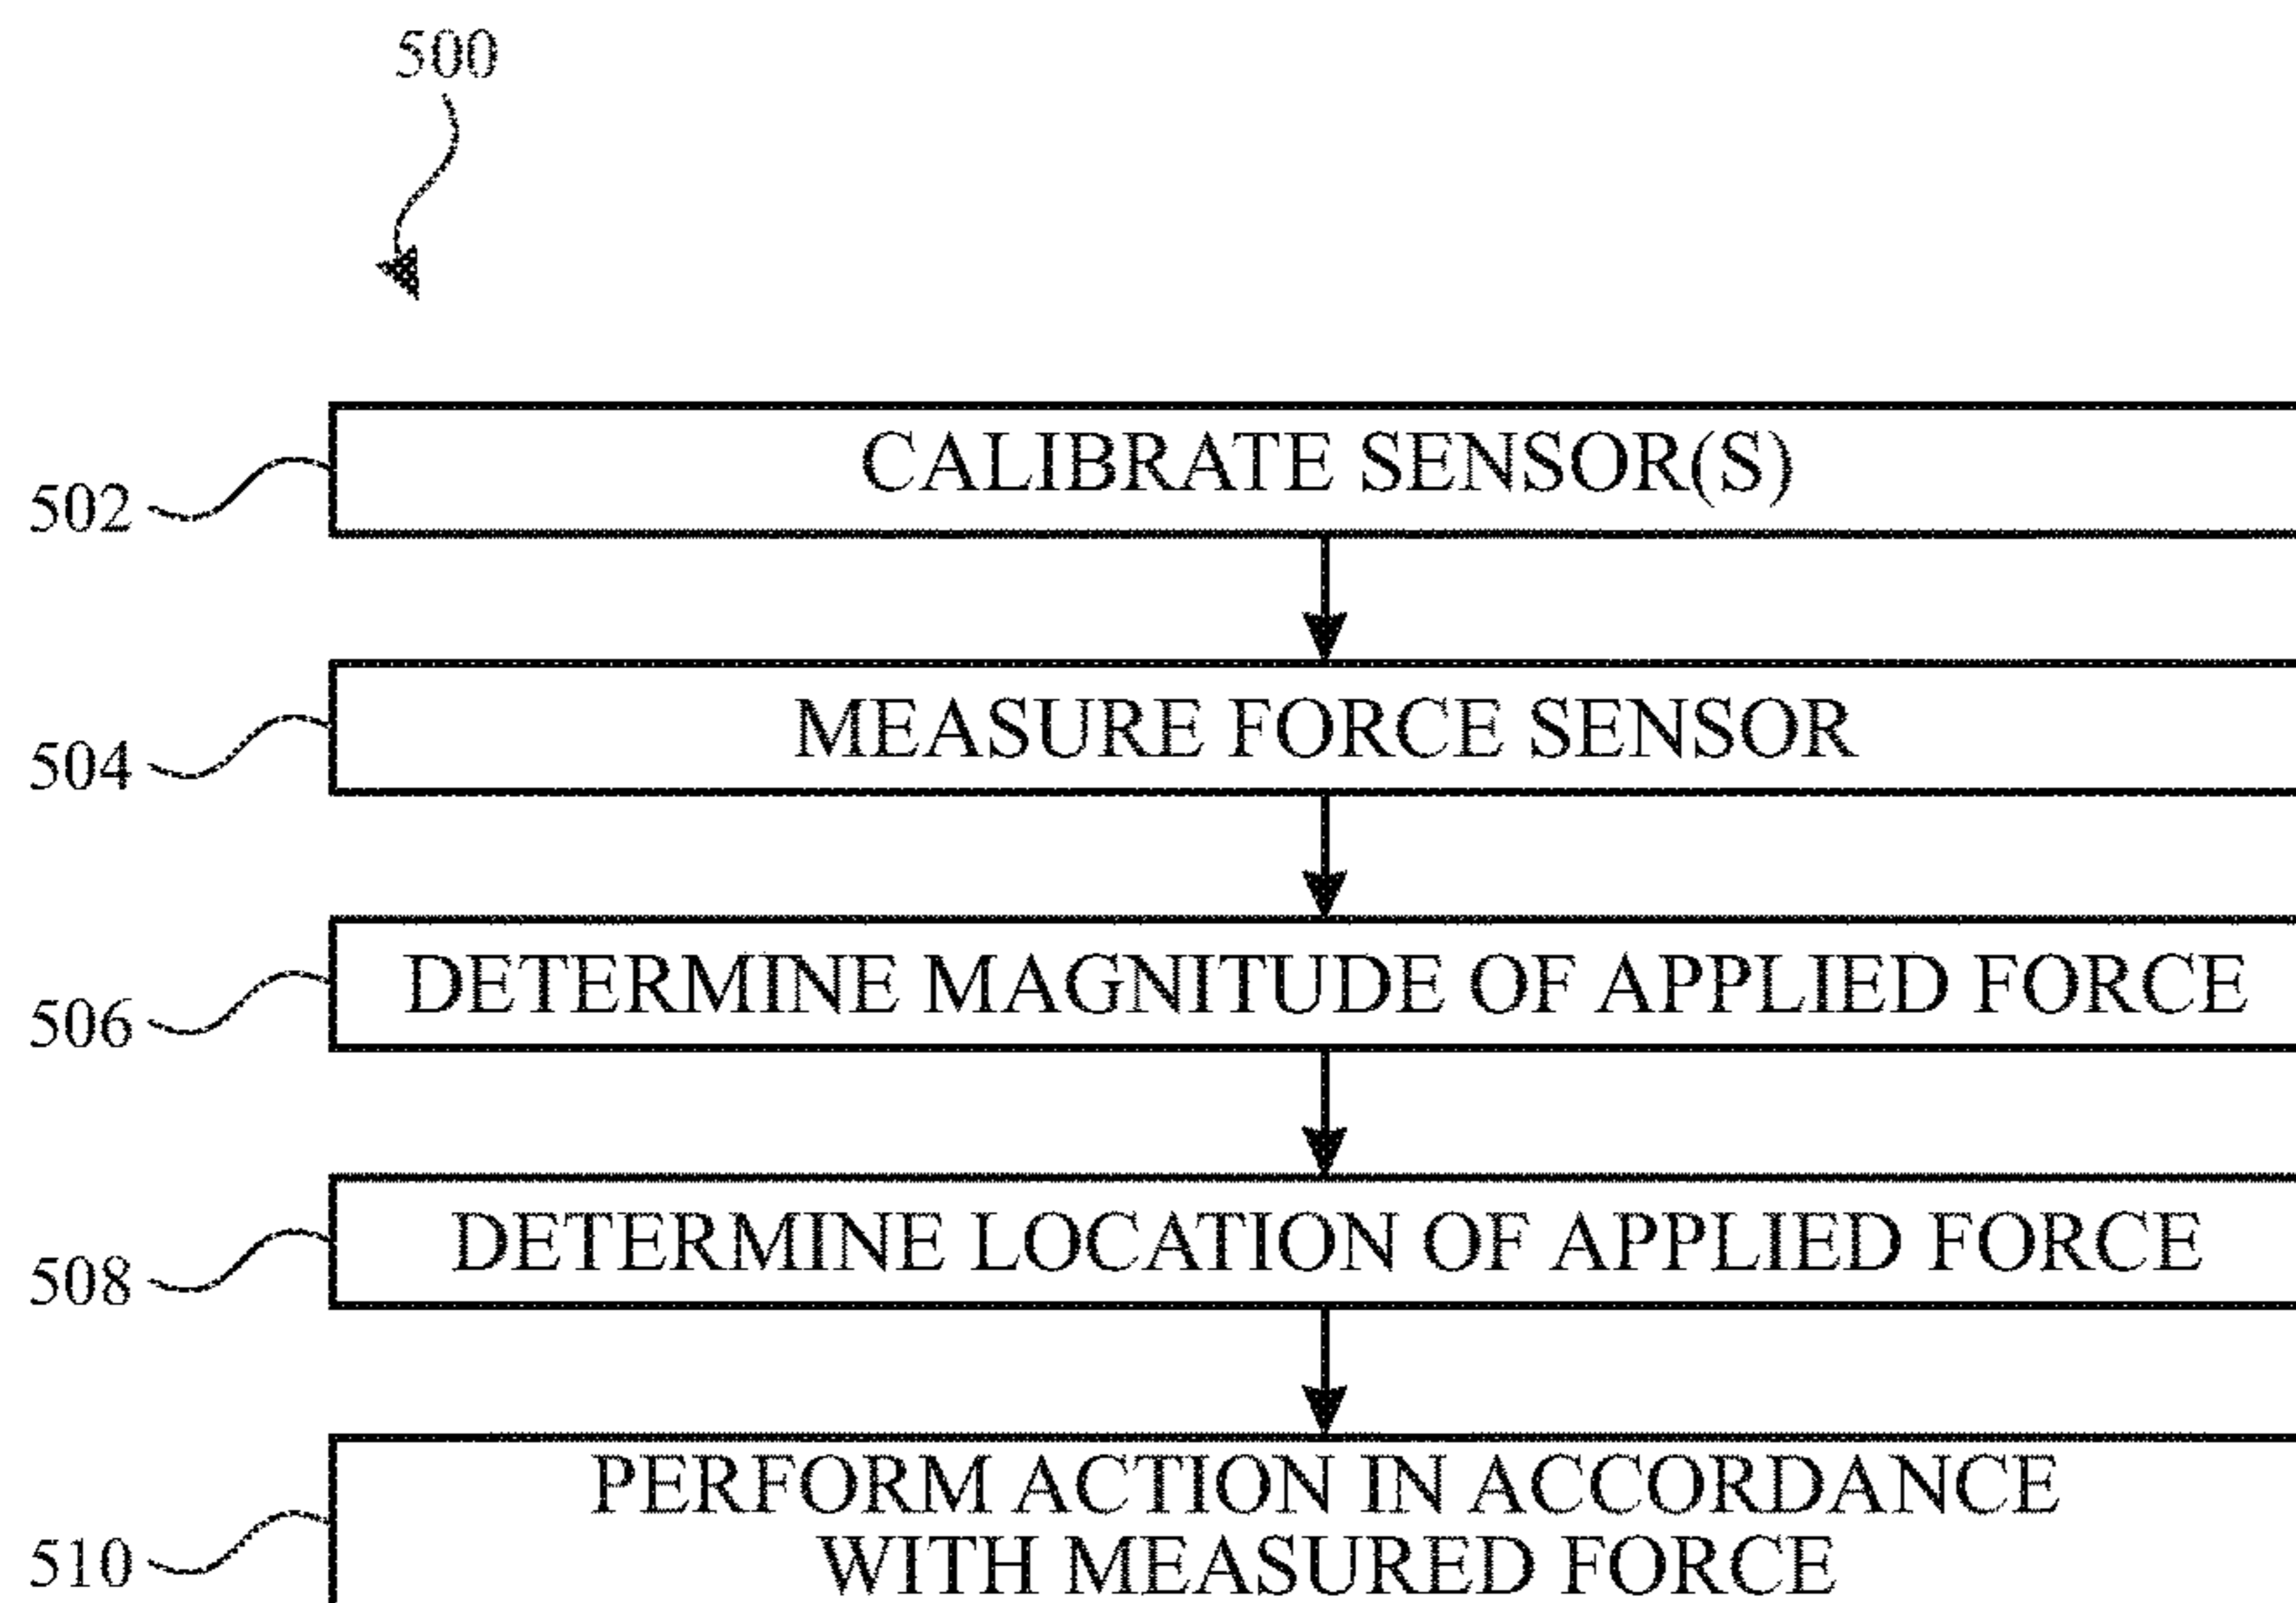 500
502
CALIBRATE SENSOR(S)
504
MEASURE FORCE SENSOR
506
DETERMINE MAGNITUDE OF APPLIED FORCE
508
DETERMINE LOCATION OF APPLIED FORCE
510
PERFORM ACTION IN ACCORDANCE
WITH MEASURED FORCE